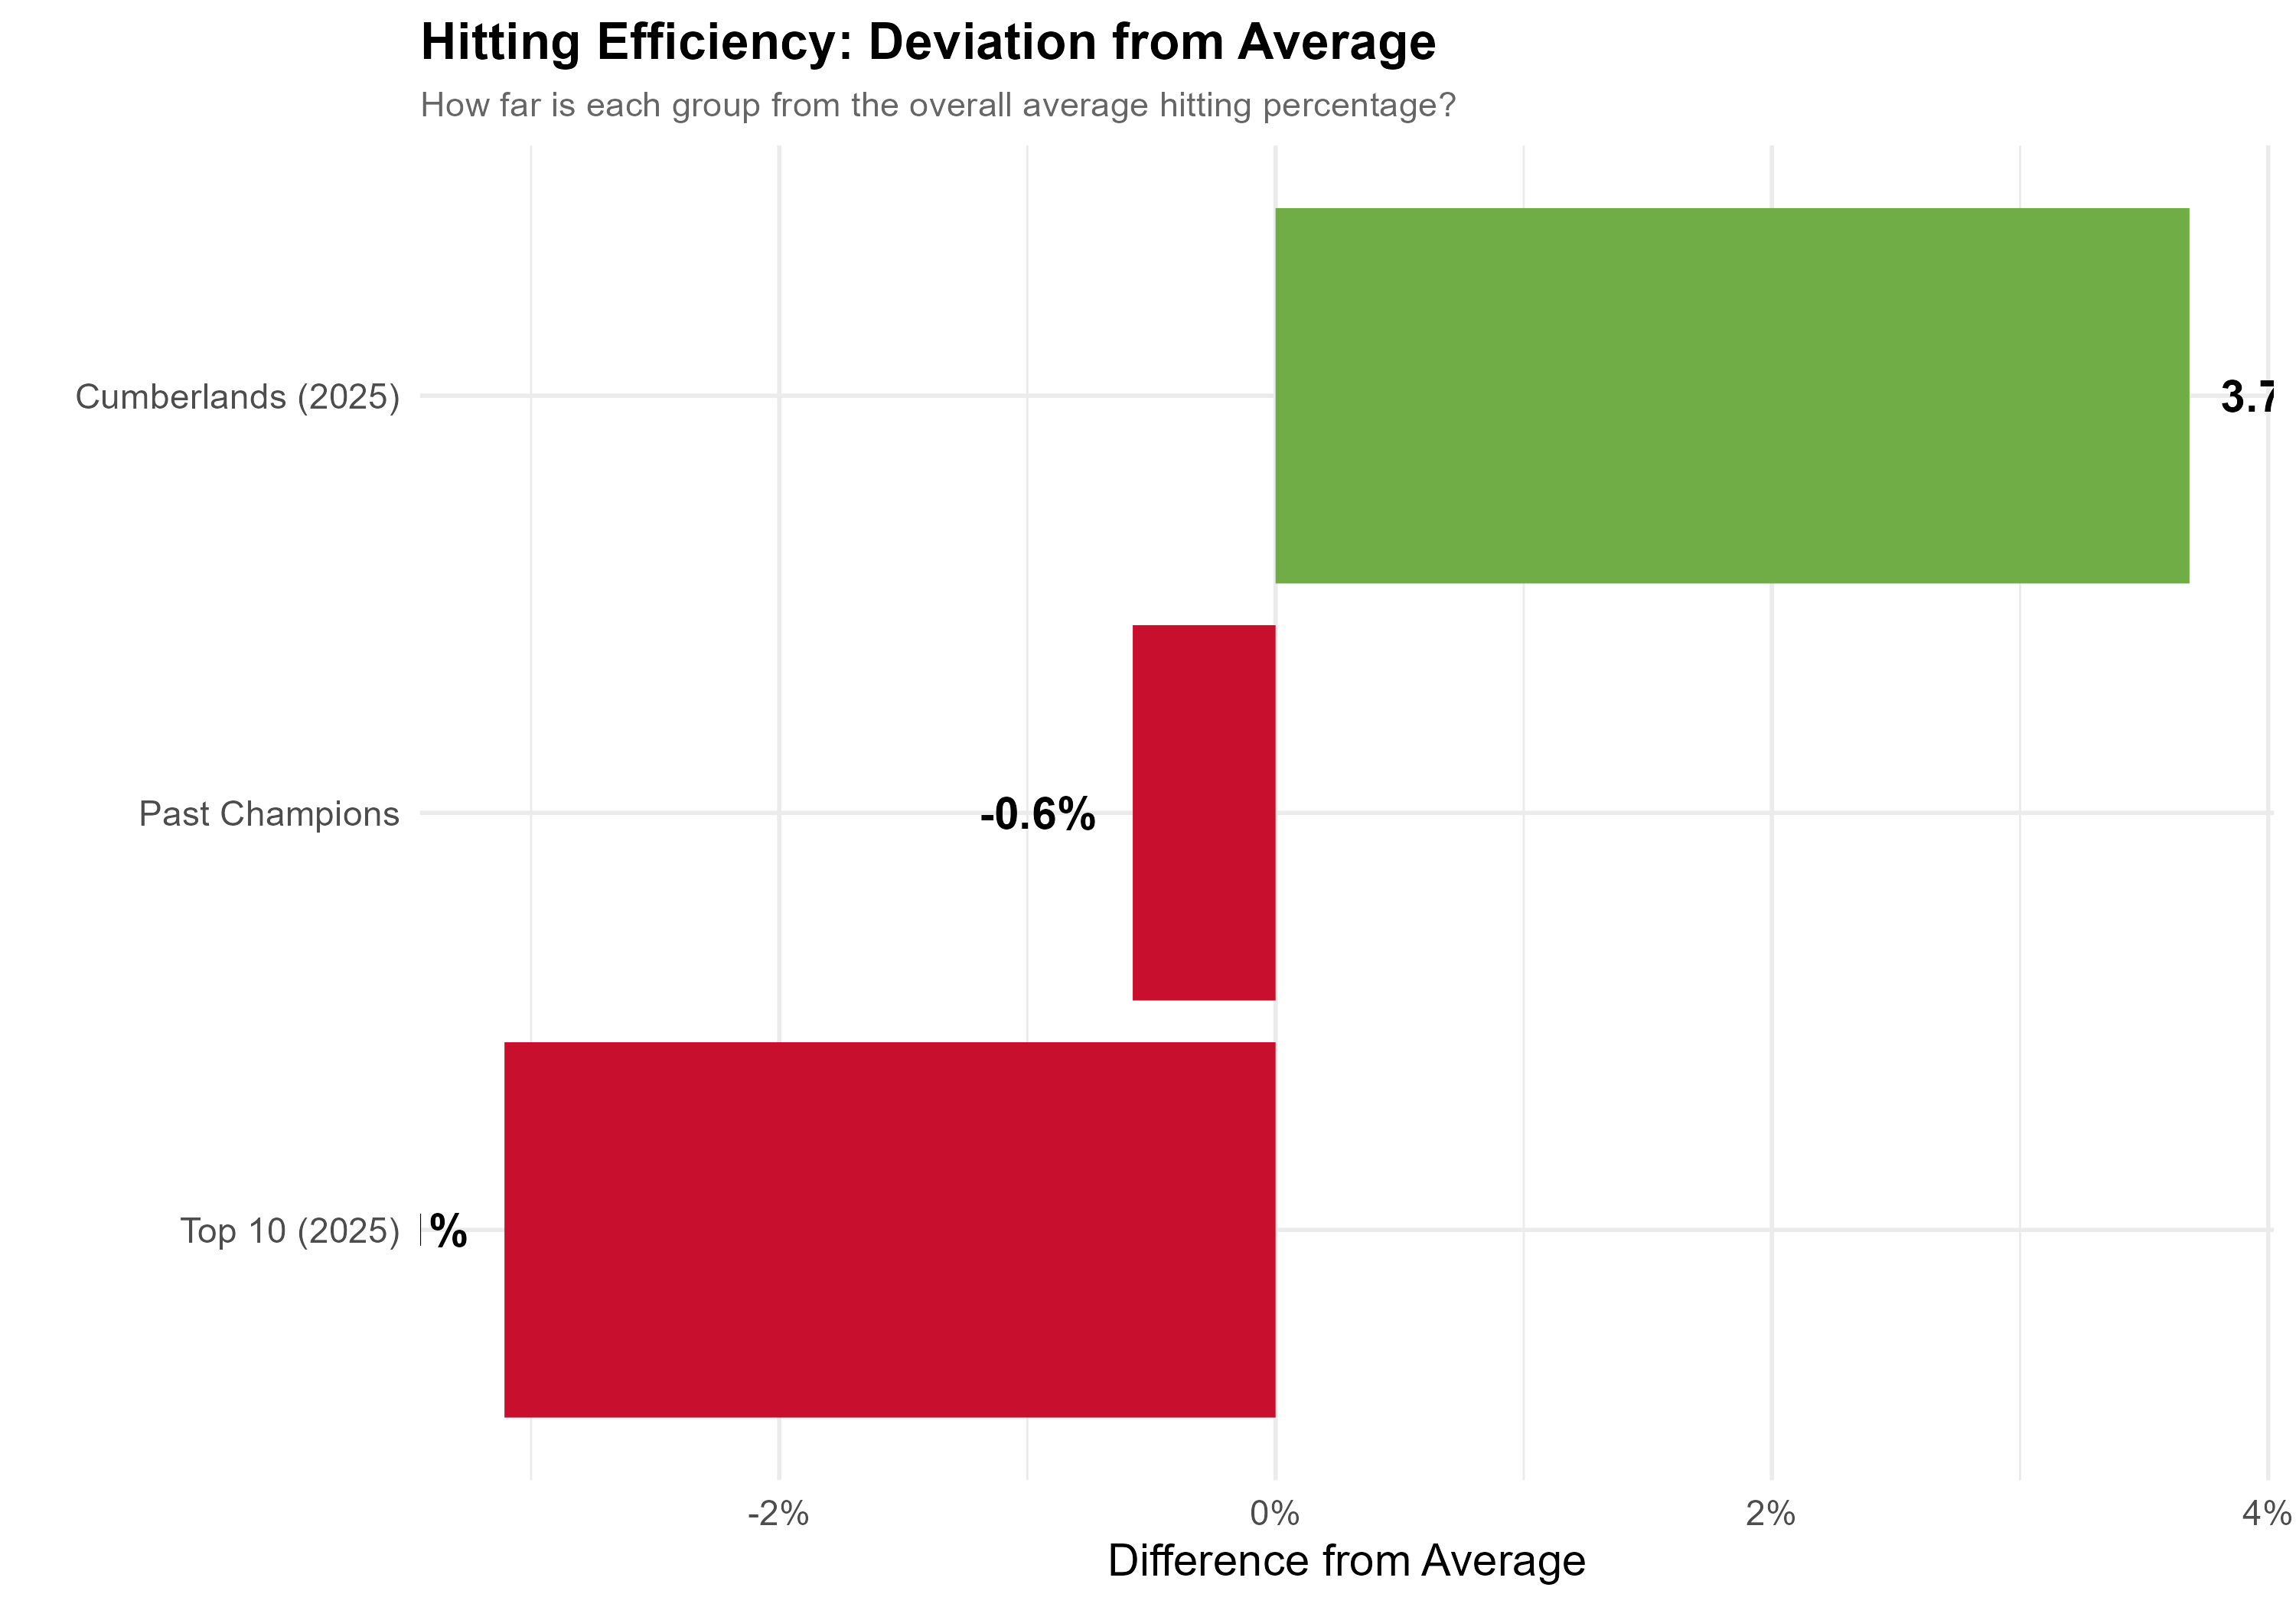 Hitting Efficiency: Deviation from Average
How far is each group from the overall average hitting percentage?
Cumberlands (2025)
3.7
Past Champions
-0.6%
Top 10 (2025)
%
-2%
0%
2%
4%
Difference from Average